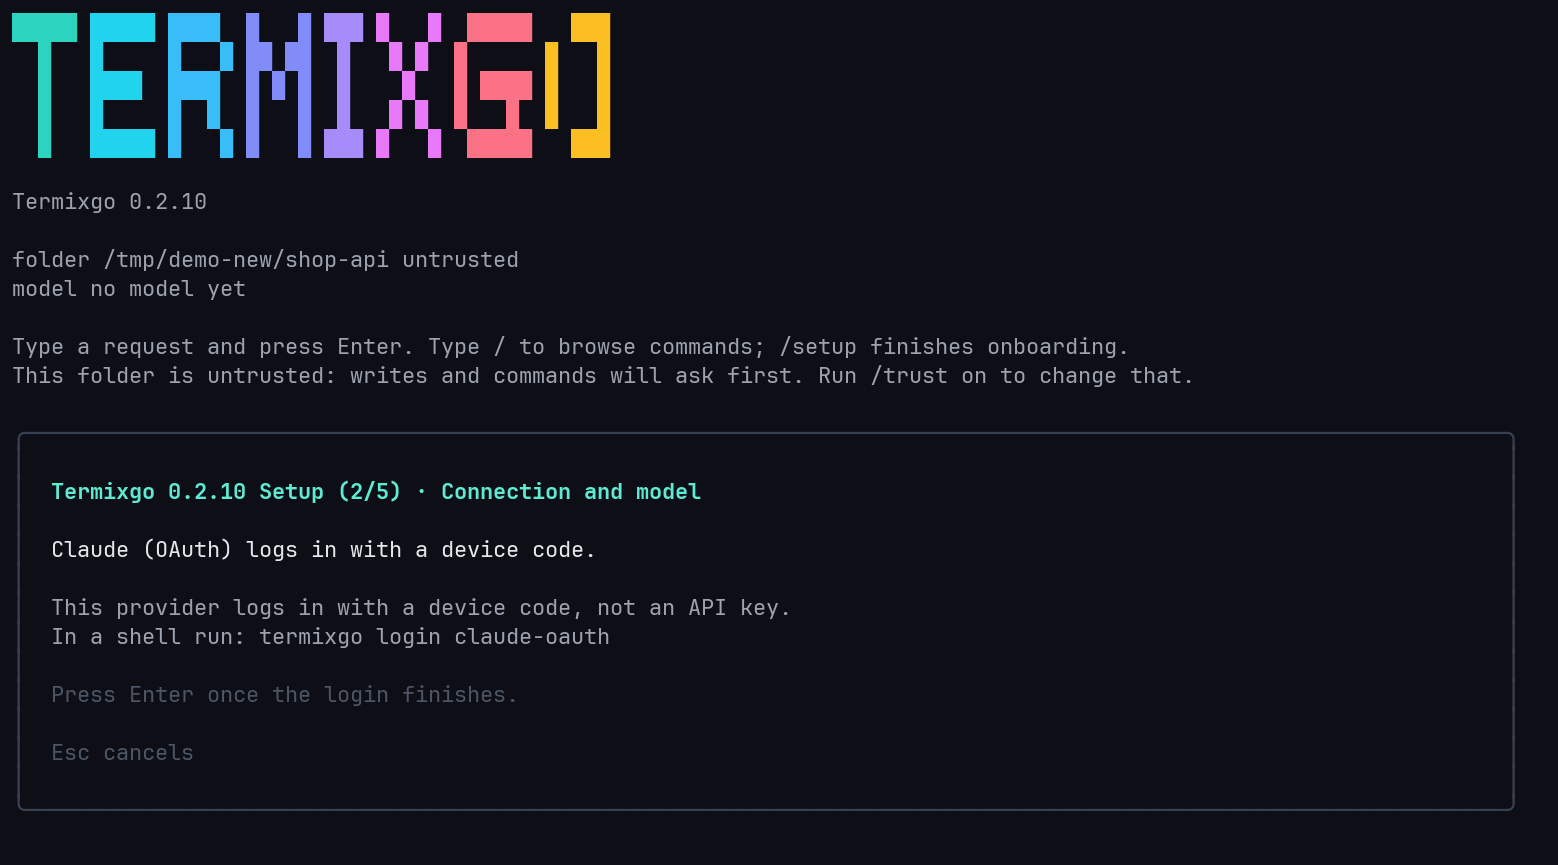 TERMIXGO
Termixgo 0.2.10
folder /tmp/demo-new/shop-api untrusted
model no model yet
Type a request and press Enter. Type / to browse commands; /setup finishes onboarding.
This folder is untrusted: writes and commands will ask first. Run /trust on to change that.
Termixgo 0.2.10 Setup (2/5) · Connection and model
Claude (OAuth) logs in with a device code.
This provider logs in with a device code, not an API key.
In a shell run: termixgo login claude-oauth
Press Enter once the login finishes.
Esc cancels